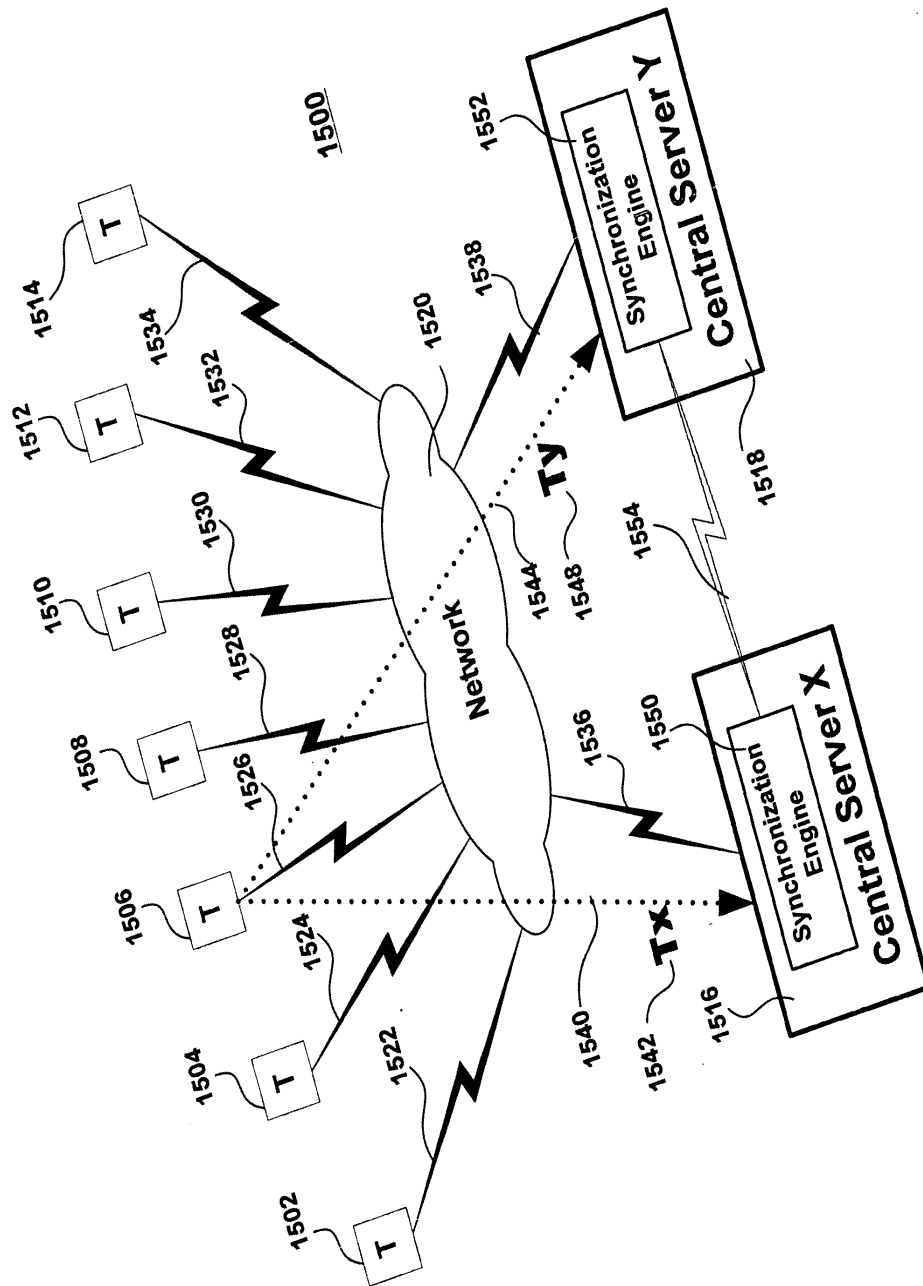 1500
1502
T
1504
T
1506
T
1508
T
1510
T
1512
T
1514
T
1522
1524
1526
1528
1530
1532
1534
Network
1520
1536
1538
1540
Tx
1542
1544
Ty
1548
1550
Synchronization
Engine
Central Server X
1516
1552
Synchronization
Engine
Central Server Y
1518
1554